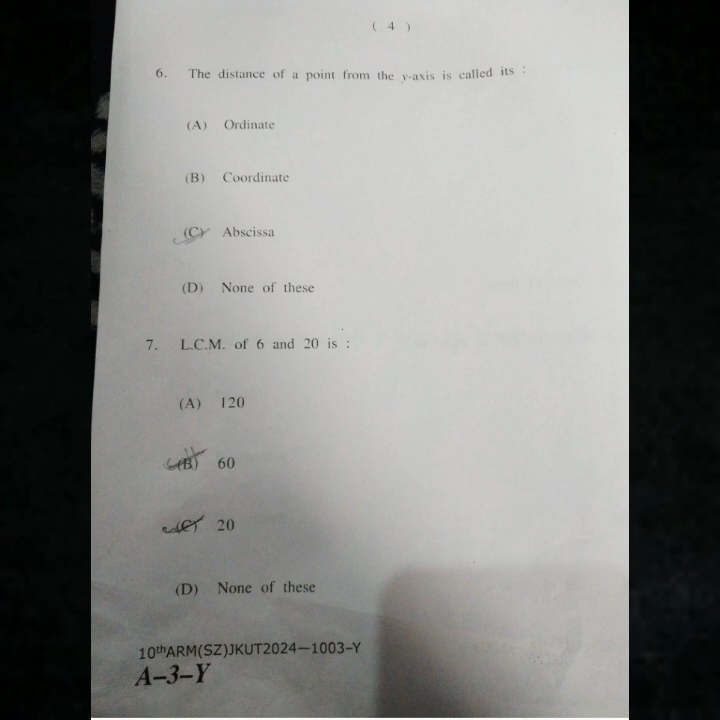 ( 4 )
6. The distance of a point from the y-axis is called its :
(A) Ordinate
(B) Coordinate
(C) Abscissa
(D) None of these
7. L.C.M. of 6 and 20 is :
(A) 120
(B) 60
(C) 20
(D) None of these
10thARM(SZ)JKUT2024—1003-Y
A–3–Y